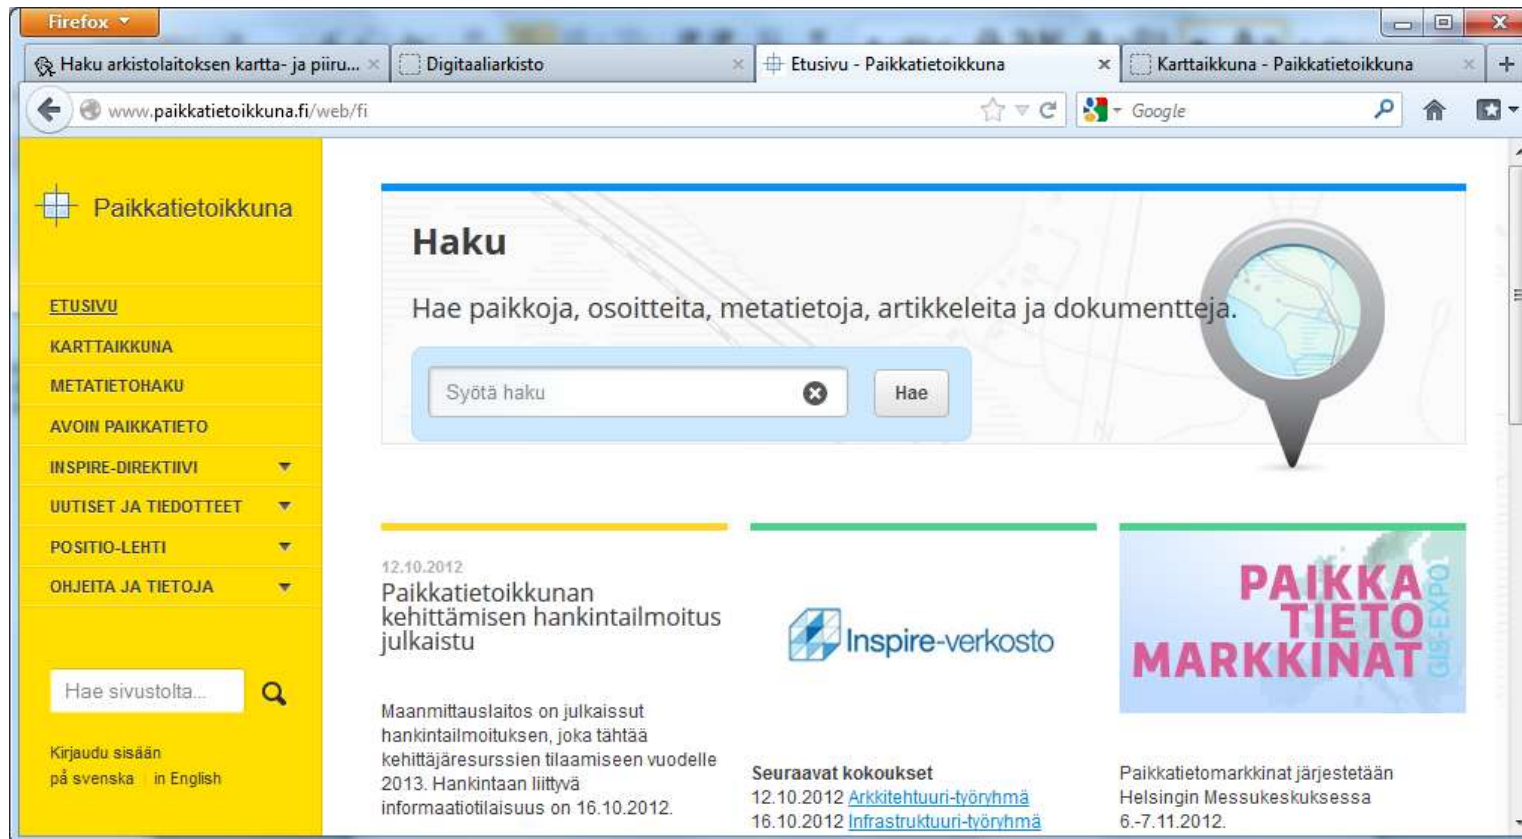 Firefox
Haku arkistolaitoksen kartta- ja piiru...
Digitaaliarkisto
Etusivu - Paikkatietoikkuna
Karttaikkuna - Paikkatietoikkuna
www.paikkatietoikkuna.fi/web/fi
Google
Paikkatietoikkuna
ETUSIVU
KARTTAIKKUNA
METATIETOHAKU
AVOIN PAIKKATIETO
INSPIRE-DIREKTIIVI
UUTISET JA TIEDOTTEET
POSITIO-LEHTI
OHJEITA JA TIETOJA
Hae sivustolta...
Kirjaudu sisään
på svenska in English
Haku
Hae paikkoja, osoitteita, metatietoja, artikkeleita ja dokumentteja.
Syötä haku
Hae
12.10.2012
Paikkatietoikkunan
kehittämisen hankintailmoitus
julkaistu
Maanmittauslaitos on julkaissut
hankintailmoituksen, joka tähtää
kehittäjäresurssien tilaamiseen vuodelle
2013. Hankintaan liittyvä
informaatiotilaisuus on 16.10.2012.
Inspire-verkosto
Seuraavat kokoukset
12.10.2012 Arkkitehtuuri-työryhmä
16.10.2012 Infrastruktuuri-työryhmä
PAIKKA
TIETO
MARKKINAT
GIS-EXPO
Paikkatietomarkkinat järjestetään
Helsingin Messukeskuksessa
6.-7.11.2012.